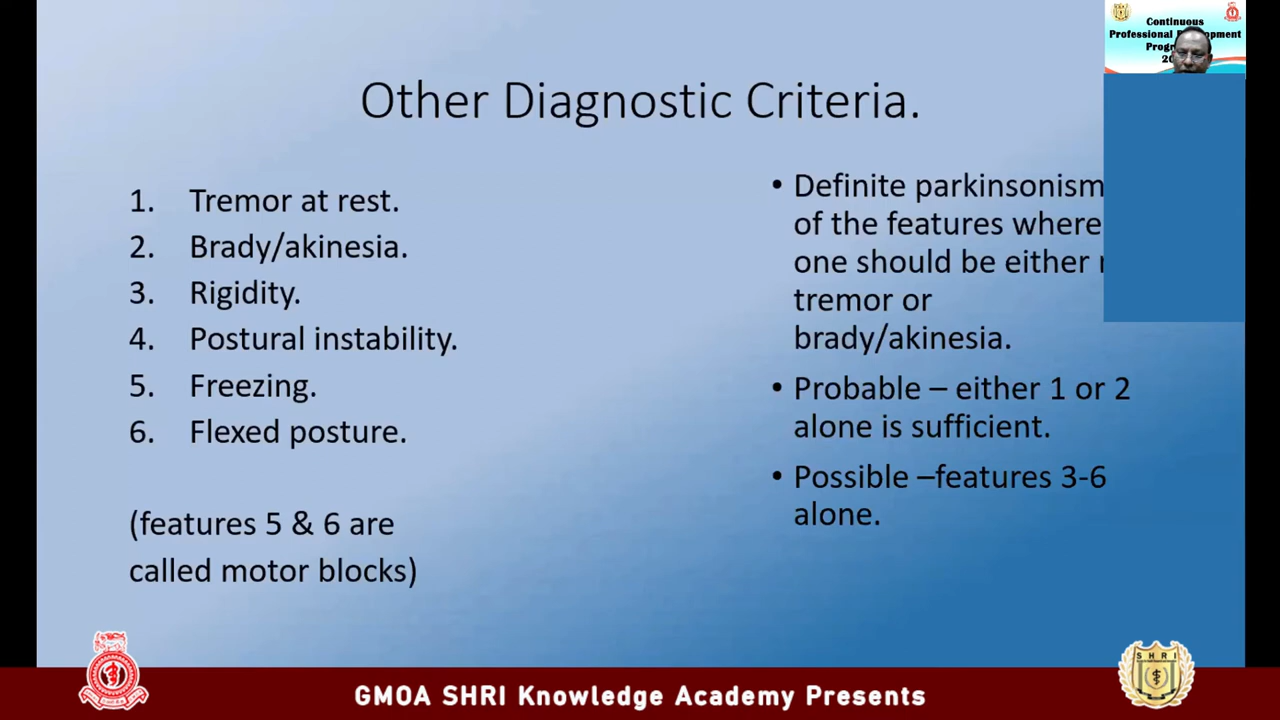 Continuous
Professional Development
Other Diagnostic Criteria.
1. Tremor at rest.
2. Brady/akinesia.
3. Rigidity.
4. Postural instability.
5. Freezing.
6. Flexed posture.
(features 5 & 6 are
called motor blocks)
• Definite parkinsonism
of the features where
one should be either
tremor or
brady/akinesia.
• Probable – either 1 or 2
alone is sufficient.
• Possible –features 3-6
alone.
SHRI
GMOA SHRI Knowledge Academy Presents